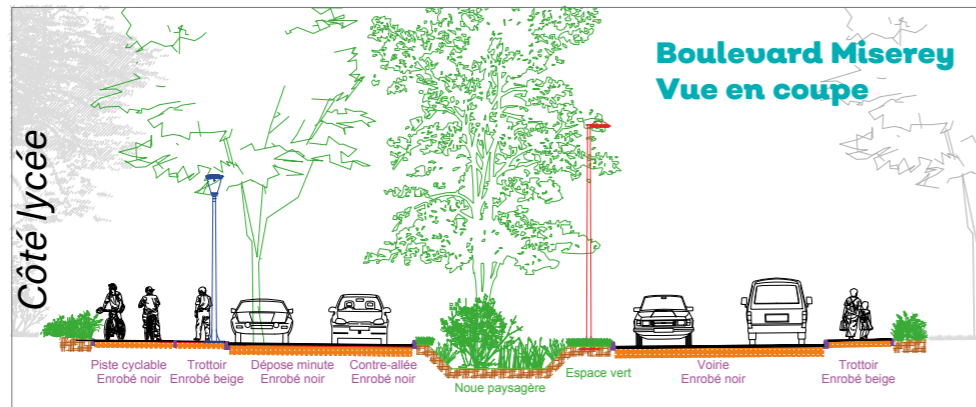 Boulevard Miserey
Vue en coupe
Côté lycée
Piste cyclable
Enrobé noir
Trottoir
Enrobé beige
Dépose minute
Enrobé noir
Contre-allée
Enrobé noir
Noue paysagère
Espace vert
Voirie
Enrobé noir
Trottoir
Enrobé beige